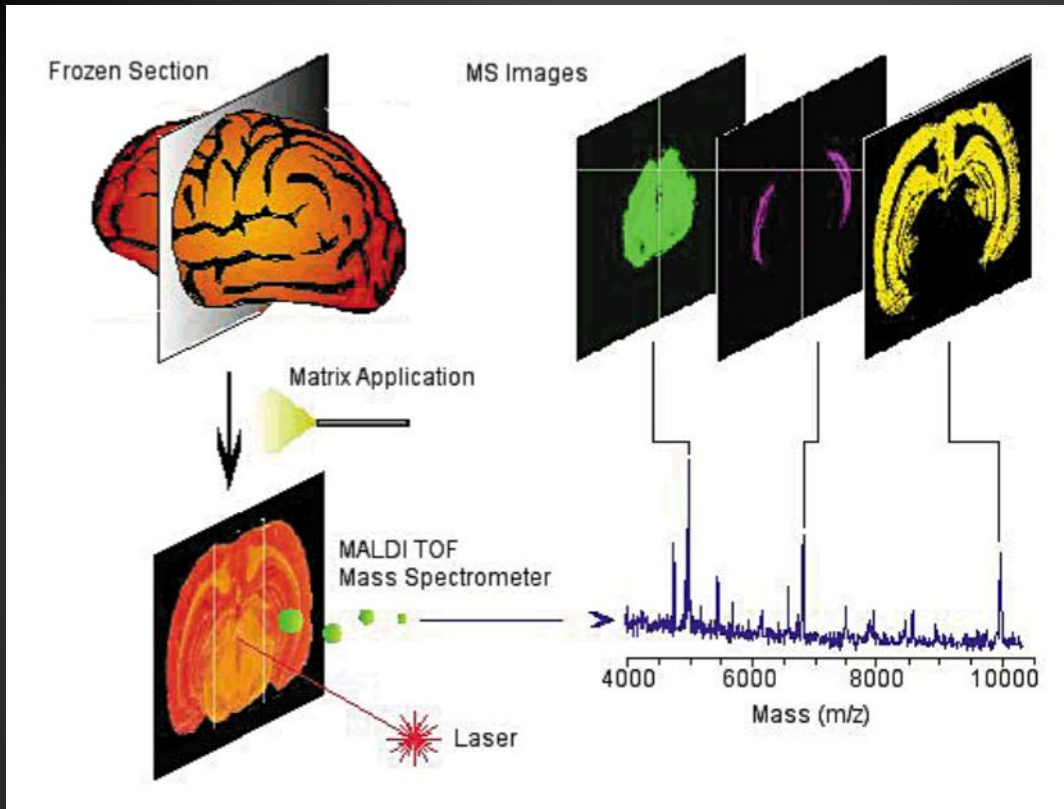 Frozen Section
MS Images
Matrix Application
MALDI TOF
Mass Spectrometer
Laser
4000 6000 8000 10000
Mass (m/z)